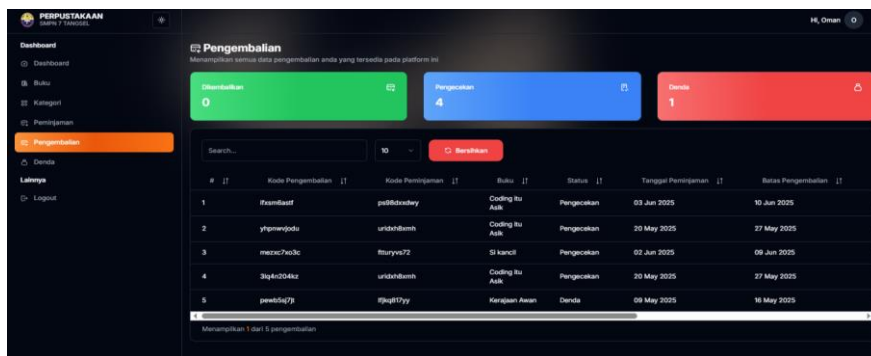 PERPUSTAKAAN
SMPN 7 TANGSEL
Hi, Oman O
Dashboard
Dashboard
Buku
Kategori
Peminjaman
Pengembalian
Denda
Lainnya
Logout
Pengembalian
Menampilkan semua data pengembalian anda yang tersedia pada platform ini
Dikembalikan
0
Pengecekan
4
Denda
1
Search... 10 Bersihkan
# Kode Pengembalian Kode Peminjaman Buku Status Tanggal Peminjaman Batas Pengembalian
1 ifxsm6astf ps98dxxdwy Coding itu Asik Pengecekan 03 Jun 2025 10 Jun 2025
2 yhpnwvjodu uridxh8xmh Coding itu Asik Pengecekan 20 May 2025 27 May 2025
3 mezxc7xo3c ftturyvs72 Si kancil Pengecekan 02 Jun 2025 09 Jun 2025
4 3lq4n204kz uridxh8xmh Coding itu Asik Pengecekan 20 May 2025 27 May 2025
5 pewb5sj7jt lfjkq817yy Kerajaan Awan Denda 09 May 2025 16 May 2025
Menampilkan 1 dari 5 pengembalian